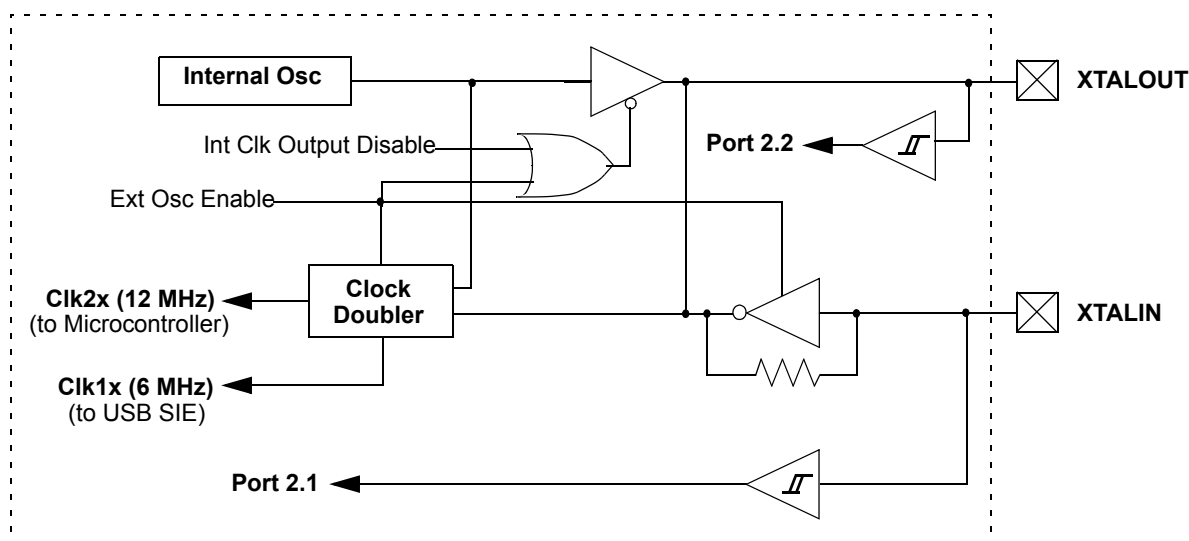 Internal Osc
XTALOUT
Int Clk Output Disable
Port 2.2
Ext Osc Enable
Clock
Doubler
Clk2x (12 MHz)
(to Microcontroller)
XTALIN
Clk1x (6 MHz)
(to USB SIE)
Port 2.1